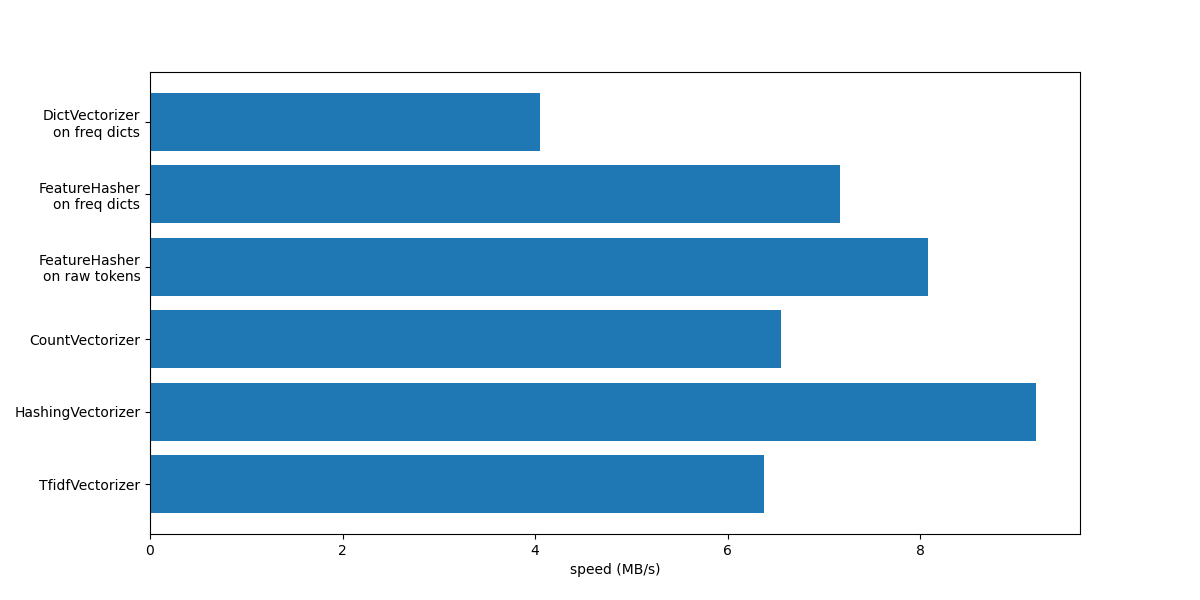 DictVectorizer
on freq dicts
FeatureHasher
on freq dicts
FeatureHasher
on raw tokens
CountVectorizer
HashingVectorizer
TfidfVectorizer
0 2 4 6 8
speed (MB/s)